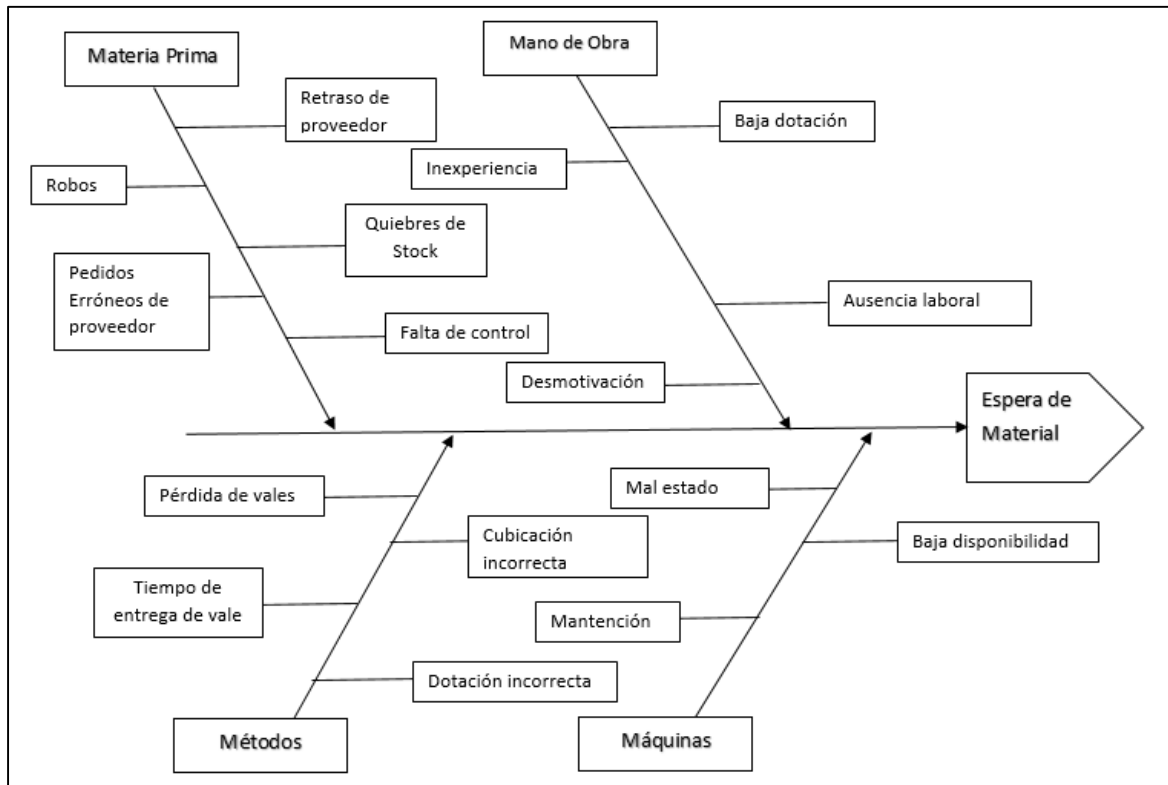 Materia Prima
Mano de Obra
Retraso de
proveedor
Baja dotación
Inexperiencia
Robos
Quiebres de
Stock
Pedidos
Erróneos de
proveedor
Ausencia laboral
Falta de control
Desmotivación
Espera de
Material
Pérdida de vales
Mal estado
Cubicación
incorrecta
Baja disponibilidad
Tiempo de
entrega de vale
Mantención
Dotación incorrecta
Métodos
Máquinas